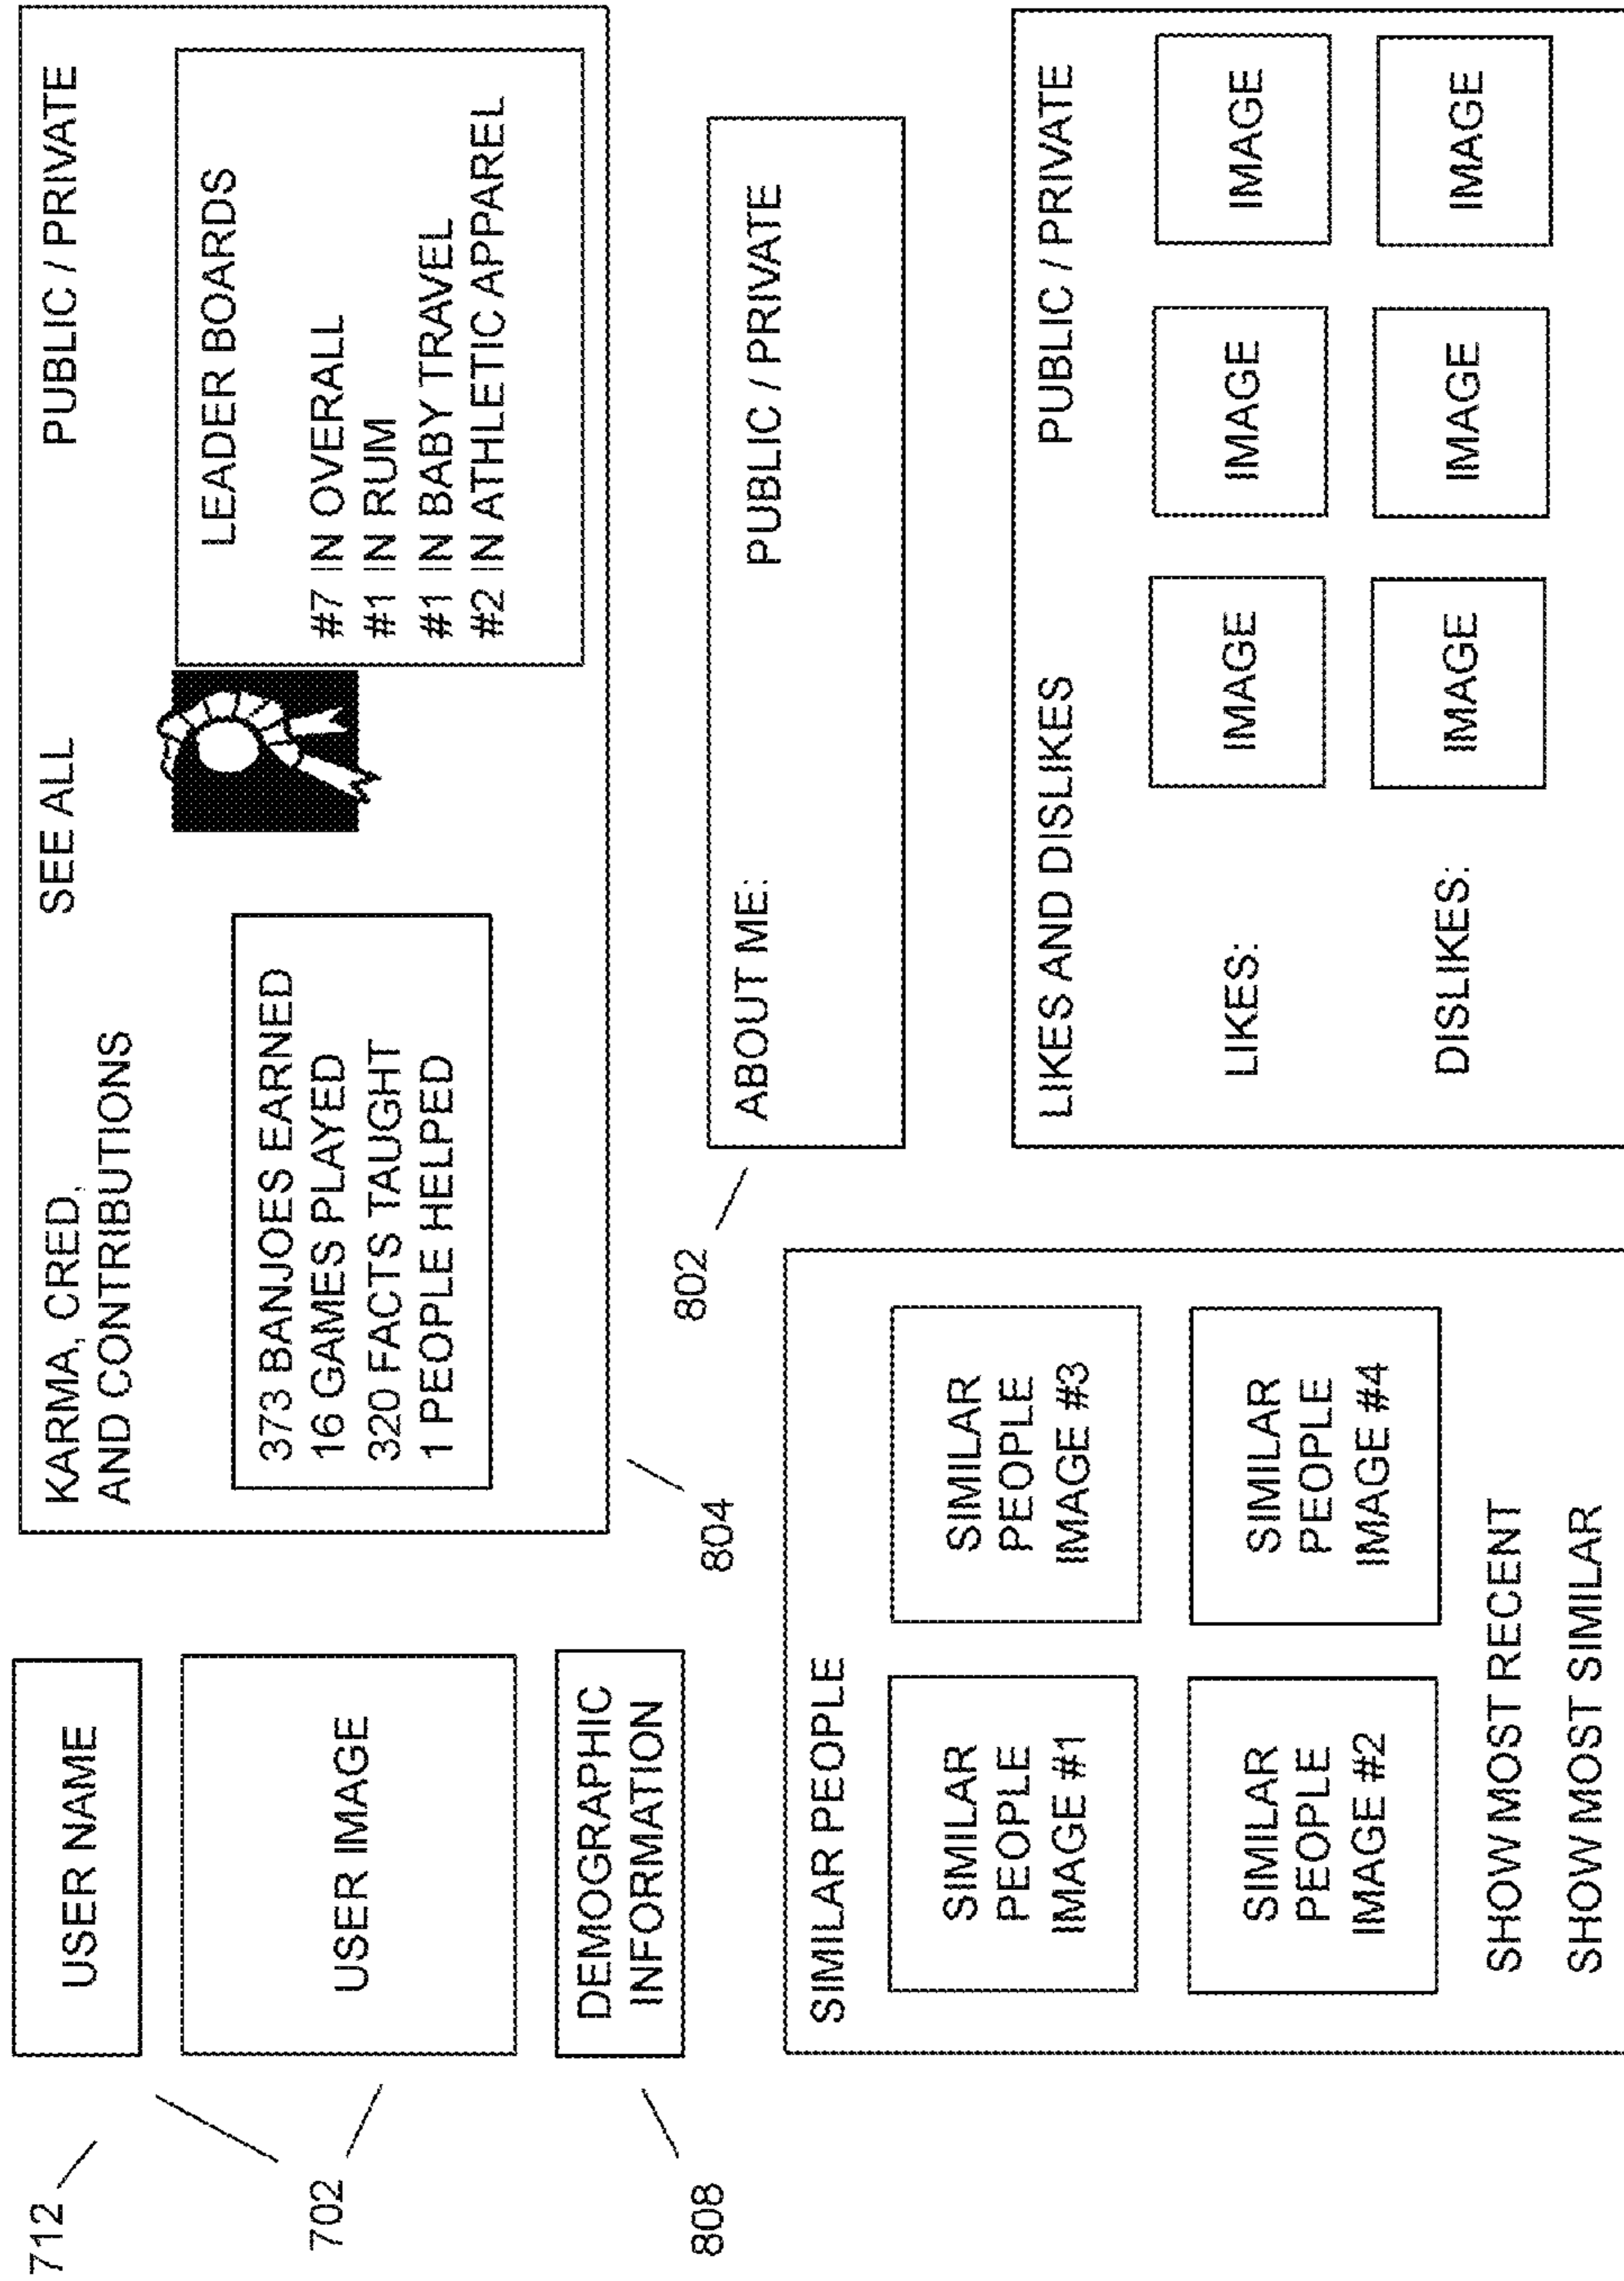 712
702
808
USER NAME
USER IMAGE
DEMOGRAPHIC
INFORMATION
KARMA, CRED,
AND CONTRIBUTIONS
SEE ALL
PUBLIC / PRIVATE
373 BANJOES EARNED
16 GAMES PLAYED
320 FACTS TAUGHT
1 PEOPLE HELPED
LEADER BOARDS
#7 IN OVERALL
#1 IN RUM
#1 IN BABY TRAVEL
#2 IN ATHLETIC APPAREL
804
802
ABOUT ME:
PUBLIC / PRIVATE
SIMILAR PEOPLE
SIMILAR
PEOPLE
IMAGE #1
SIMILAR
PEOPLE
IMAGE #3
SIMILAR
PEOPLE
IMAGE #2
SIMILAR
PEOPLE
IMAGE #4
SHOW MOST RECENT
SHOW MOST SIMILAR
LIKES AND DISLIKES
PUBLIC / PRIVATE
LIKES:
IMAGE
IMAGE
IMAGE
DISLIKES:
IMAGE
IMAGE
IMAGE